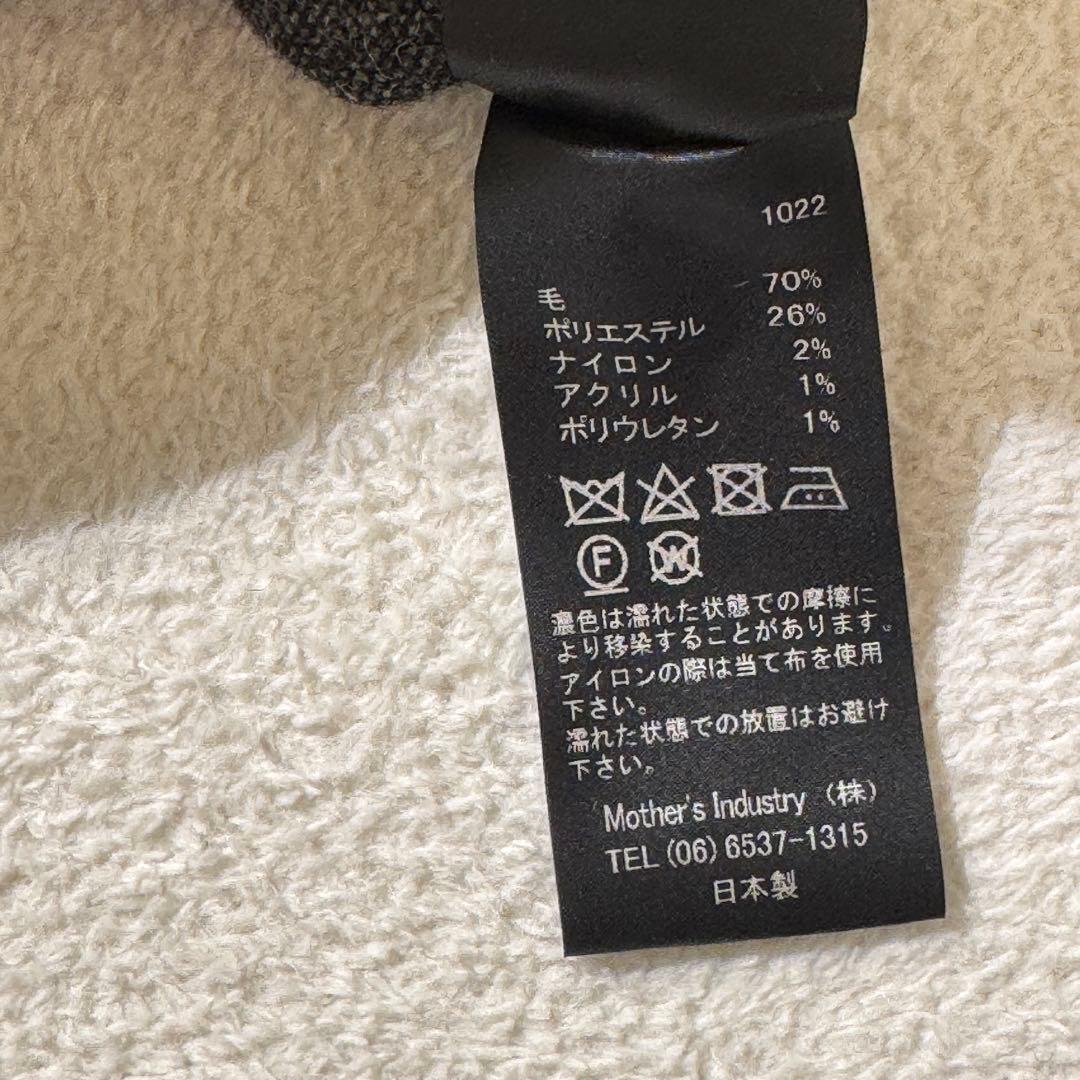 1022
毛 70%
ポリエステル 26%
ナイロン 2%
アクリル 1%
ポリウレタン 1%
F W
濃色は濡れた状態での摩擦に
より移染することがあります。
アイロンの際は当て布を使用
下さい。
濡れた状態での放置はお避け
下さい。
Mother's Industry （株）
TEL (06) 6537-1315
日本製